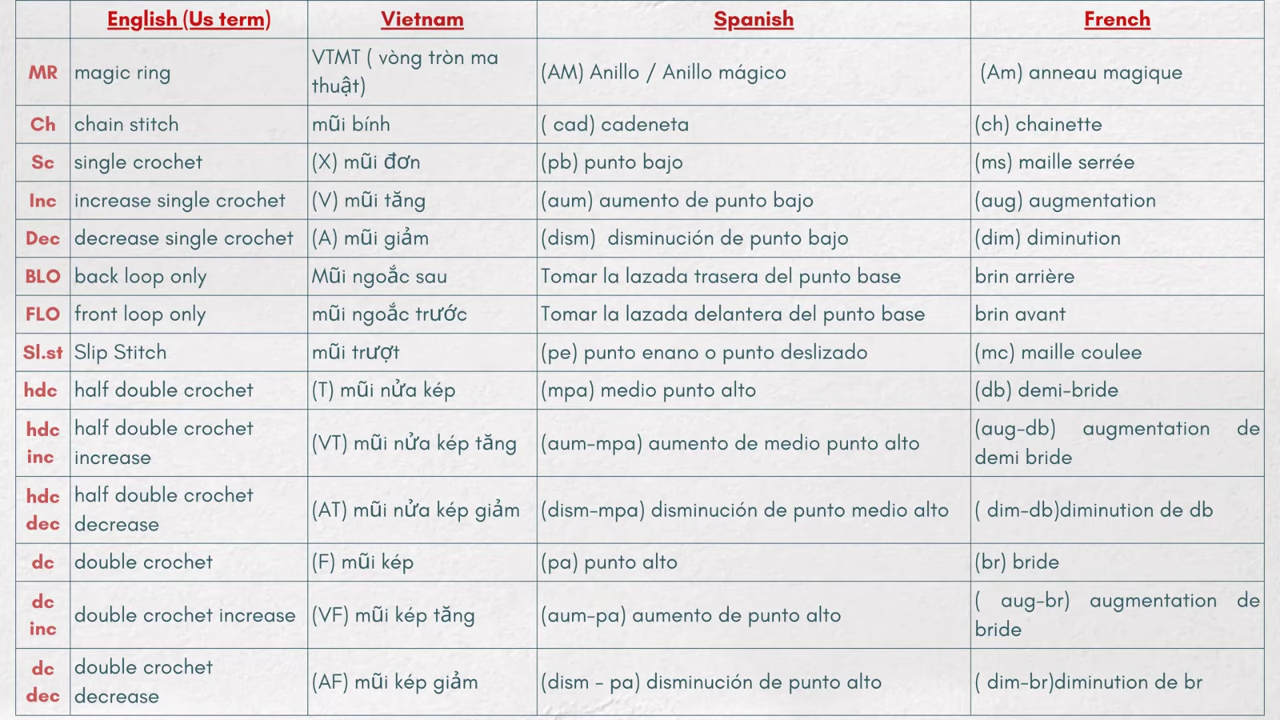 English (Us term) Vietnam Spanish French
MR magic ring VTMT ( vòng tròn ma thuật) (AM) Anillo / Anillo mágico (Am) anneau magique
Ch chain stitch mũi bính ( cad) cadeneta (ch) chainette
Sc single crochet (X) mũi đơn (pb) punto bajo (ms) maille serrée
Inc increase single crochet (V) mũi tăng (aum) aumento de punto bajo (aug) augmentation
Dec decrease single crochet (A) mũi giảm (dism) disminución de punto bajo (dim) diminution
BLO back loop only Mũi ngoắc sau Tomar la lazada trasera del punto base brin arrière
FLO front loop only mũi ngoắc trước Tomar la lazada delantera del punto base brin avant
Sl.st Slip Stitch mũi trượt (pe) punto enano o punto deslizado (mc) maille coulee
hdc half double crochet (T) mũi nửa kép (mpa) medio punto alto (db) demi-bride
hdc inc half double crochet increase (VT) mũi nửa kép tăng (aum-mpa) aumento de medio punto alto (aug-db) augmentation de demi bride
hdc dec half double crochet decrease (AT) mũi nửa kép giảm (dism-mpa) disminución de punto medio alto ( dim-db)diminution de db
dc double crochet (F) mũi kép (pa) punto alto (br) bride
dc inc double crochet increase (VF) mũi kép tăng (aum-pa) aumento de punto alto ( aug-br) augmentation de bride
dc dec double crochet decrease (AF) mũi kép giảm (dism - pa) disminución de punto alto ( dim-br)diminution de br